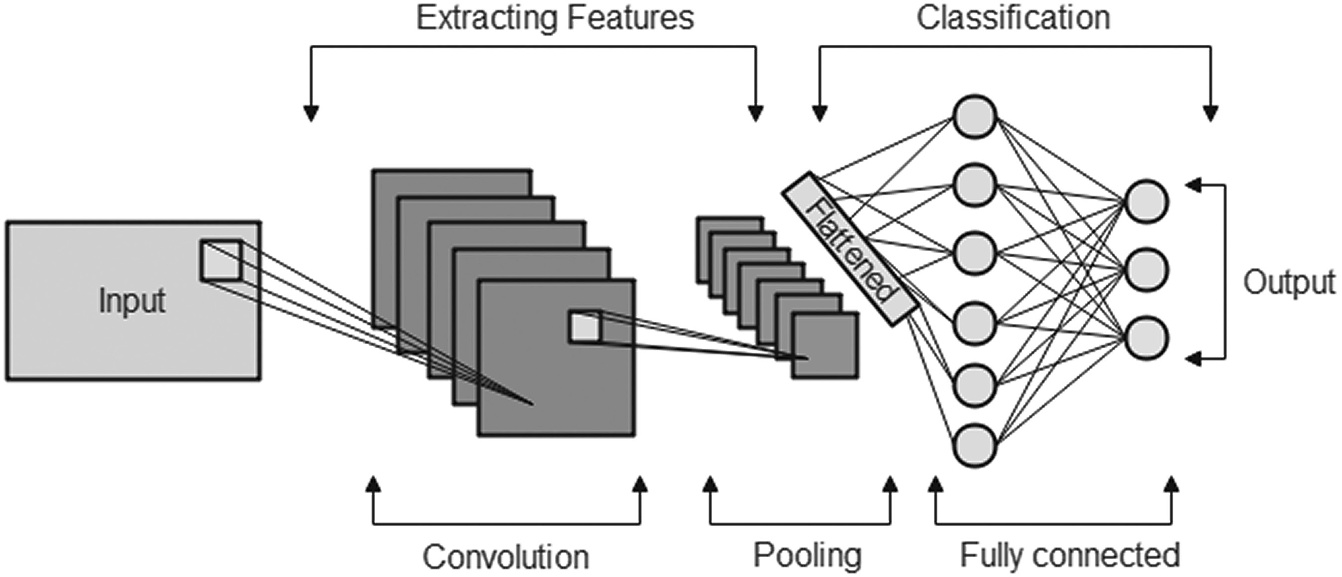 Extracting Features
Classification
Input
Flattened
Output
Convolution
Pooling
Fully connected